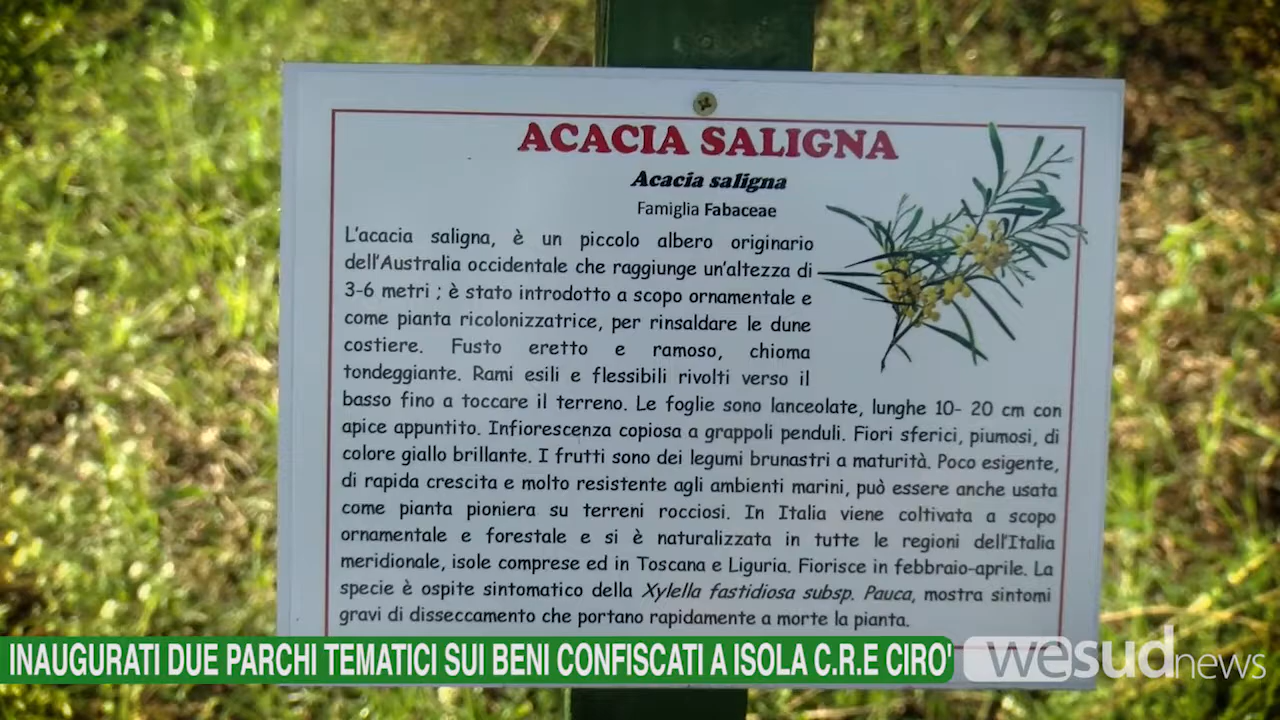 ACACIA SALIGNA
Acacia saligna
Famiglia Fabaceae
L'acacia saligna, è un piccolo albero originario
dell'Australia occidentale che raggiunge un'altezza di
3-6 metri ; è stato introdotto a scopo ornamentale e
come pianta ricolonizzatrice, per rinsaldare le dune
costiere. Fusto eretto e ramoso, chioma
tondeggiante. Rami esili e flessibili rivolti verso il
basso fino a toccare il terreno. Le foglie sono lanceolate, lunghe 10- 20 cm con
apice appuntito. Infiorescenza copiosa a grappoli penduli. Fiori sferici, piumosi, di
colore giallo brillante. I frutti sono dei legumi brunastri a maturità. Poco esigente,
di rapida crescita e molto resistente agli ambienti marini, può essere anche usata
come pianta pioniera su terreni rocciosi. In Italia viene coltivata a scopo
ornamentale e forestale e si è naturalizzata in tutte le regioni dell'Italia
meridionale, isole comprese ed in Toscana e Liguria. Fiorisce in febbraio-aprile. La
specie è ospite sintomatico della Xylella fastidiosa subsp. Pauca, mostra sintomi
gravi di disseccamento che portano rapidamente a morte la pianta.
INAUGURATI DUE PARCHI TEMATICI SUI BENI CONFISCATI A ISOLA C.R.E CIRO'
wesudnews